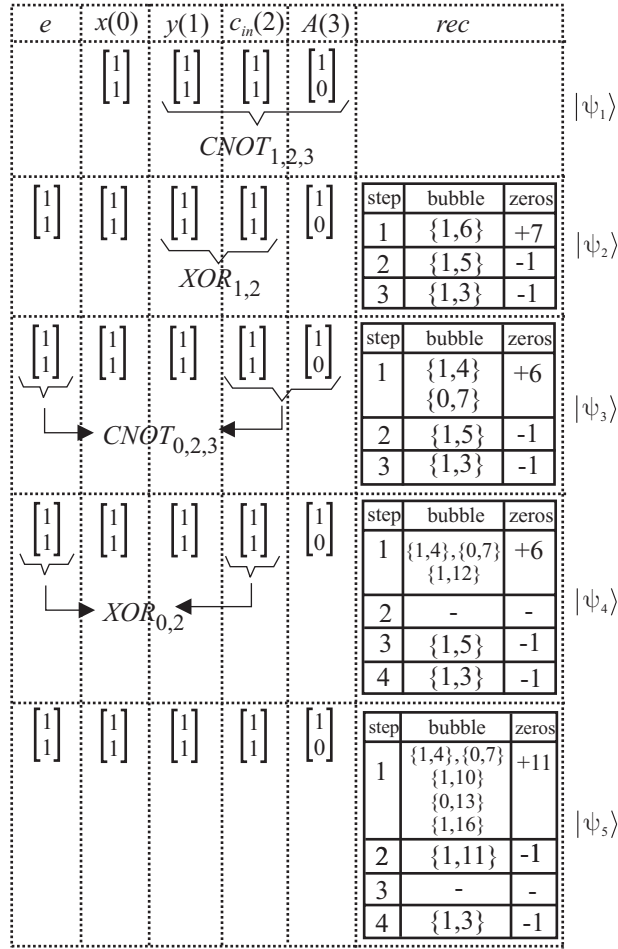 e x(0) y(1) c_in(2) A(3) rec
[1 1] [1 1] [1 1] [1 0] |ψ₁⟩
CNOT₁,₂,₃
[1 1] [1 1] [1 1] [1 1] [1 0] |ψ₂⟩
XOR₁,₂
step bubble zeros
1 {1,6} +7
2 {1,5} -1
3 {1,3} -1
[1 1] [1 1] [1 1] [1 1] [1 0] |ψ₃⟩
CNOT₀,₂,₃
step bubble zeros
1 {1,4} +6
{0,7}
2 {1,5} -1
3 {1,3} -1
[1 1] [1 1] [1 1] [1 1] [1 0] |ψ₄⟩
XOR₀,₂
step bubble zeros
1 {1,4},{0,7} +6
{1,12}
2 - -
3 {1,5} -1
4 {1,3} -1
[1 1] [1 1] [1 1] [1 1] [1 0] |ψ₅⟩
step bubble zeros
1 {1,4},{0,7} +11
{1,10}
{0,13}
{1,16}
2 {1,11} -1
3 - -
4 {1,3} -1